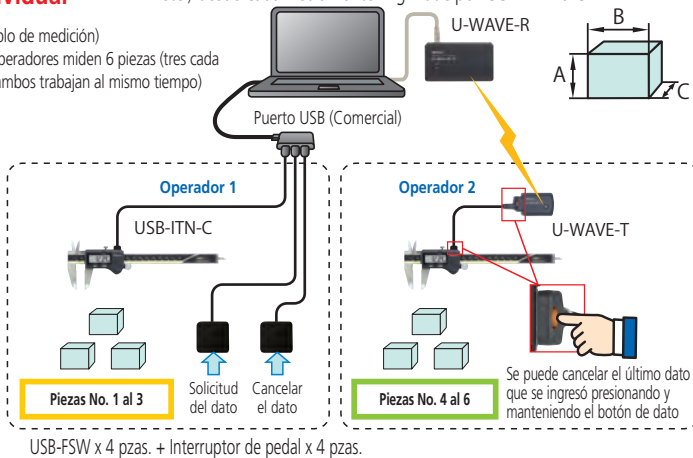 plo de medición)
peradores miden 6 piezas (tres cada
ambos trabajan al mismo tiempo)
U-WAVE-R
B
A
C
Puerto USB (Comercial)
Operador 1
USB-ITN-C
Operador 2
U-WAVE-T
Piezas No. 1 al 3
Solicitud
del dato
Cancelar
el dato
Piezas No. 4 al 6
Se puede cancelar el último dato
que se ingresó presionando y
manteniendo el botón de dato
USB-FSW x 4 pzas. + Interruptor de pedal x 4 pzas.